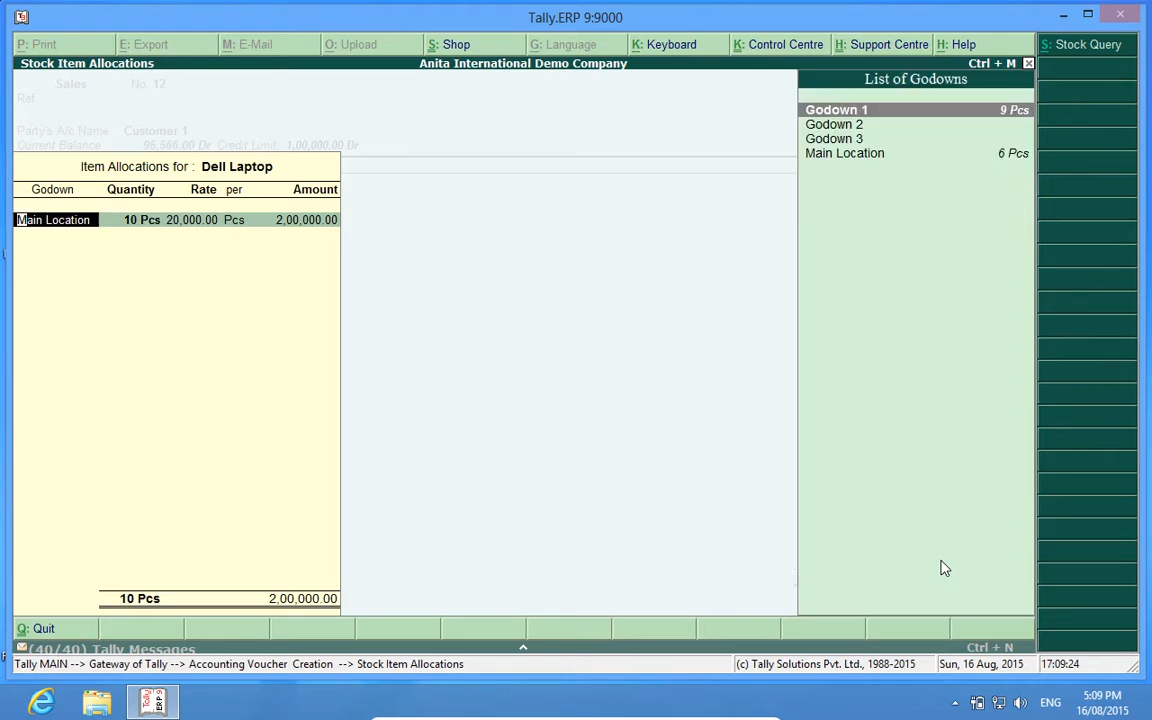 Tally.ERP 9:9000
P: Print E: Export M: E-Mail O: Upload S: Shop G: Language K: Keyboard K: Control Centre H: Support Centre H: Help S: Stock Query
Stock Item Allocations Anita International Demo Company Ctrl + M
Sales No. 12
Ref.
Party's A/c Name Customer 1
Current Balance 95,566.00 Dr Credit Limit: 1,00,000.00 Dr
List of Godowns
Godown 1 9 Pcs
Godown 2
Godown 3
Main Location 6 Pcs
Item Allocations for : Dell Laptop
Godown Quantity Rate per Amount
Main Location 10 Pcs 20,000.00 Pcs 2,00,000.00
10 Pcs 2,00,000.00
Q: Quit
(40/40) Tally Messages Ctrl + N
Tally MAIN --> Gateway of Tally --> Accounting Voucher Creation --> Stock Item Allocations (c) Tally Solutions Pvt. Ltd., 1988-2015 Sun, 16 Aug, 2015 17:09:24
Tally ERP 9
ENG
5:09 PM
16/08/2015